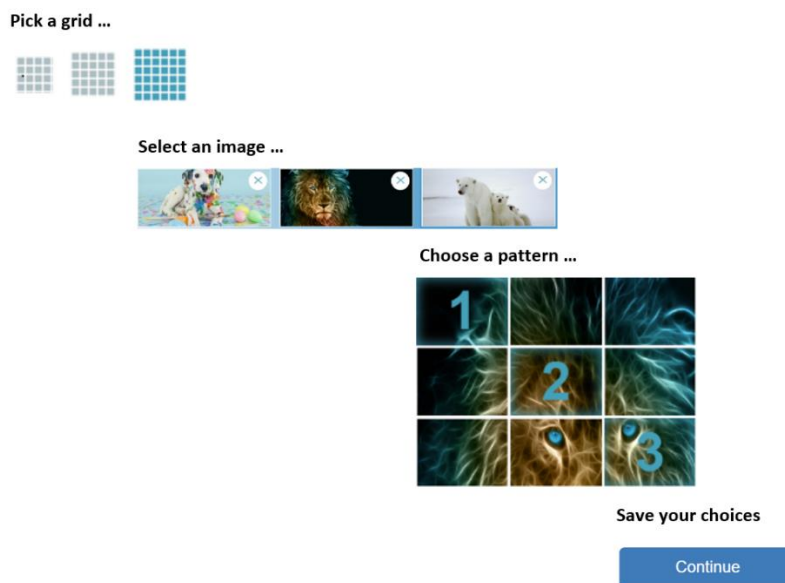 Pick a grid ...
Select an image ...
Choose a pattern ...
1
2
3
Save your choices
Continue